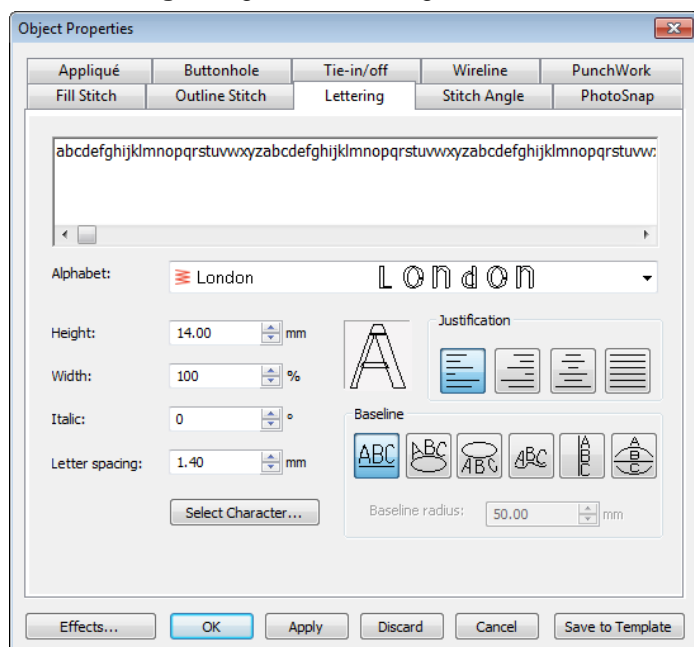 Object Properties
Appliqué Buttonhole Tie-in/off Wireline PunchWork
Fill Stitch Outline Stitch Lettering Stitch Angle PhotoSnap
abcdefghijklmnopqrstuvwxyzabcdefghijklmnopqrstuvwxyzabcdefghijklmnopqrstuvw
Alphabet: London London
Height: 14.00 mm A Justification
Width: 100 %
Italic: 0 ° Baseline
Letter spacing: 1.40 mm ABC ABC ABC ABC ABC ABC
Select Character... Baseline radius: 50.00 mm
Effects... OK Apply Discard Cancel Save to Template